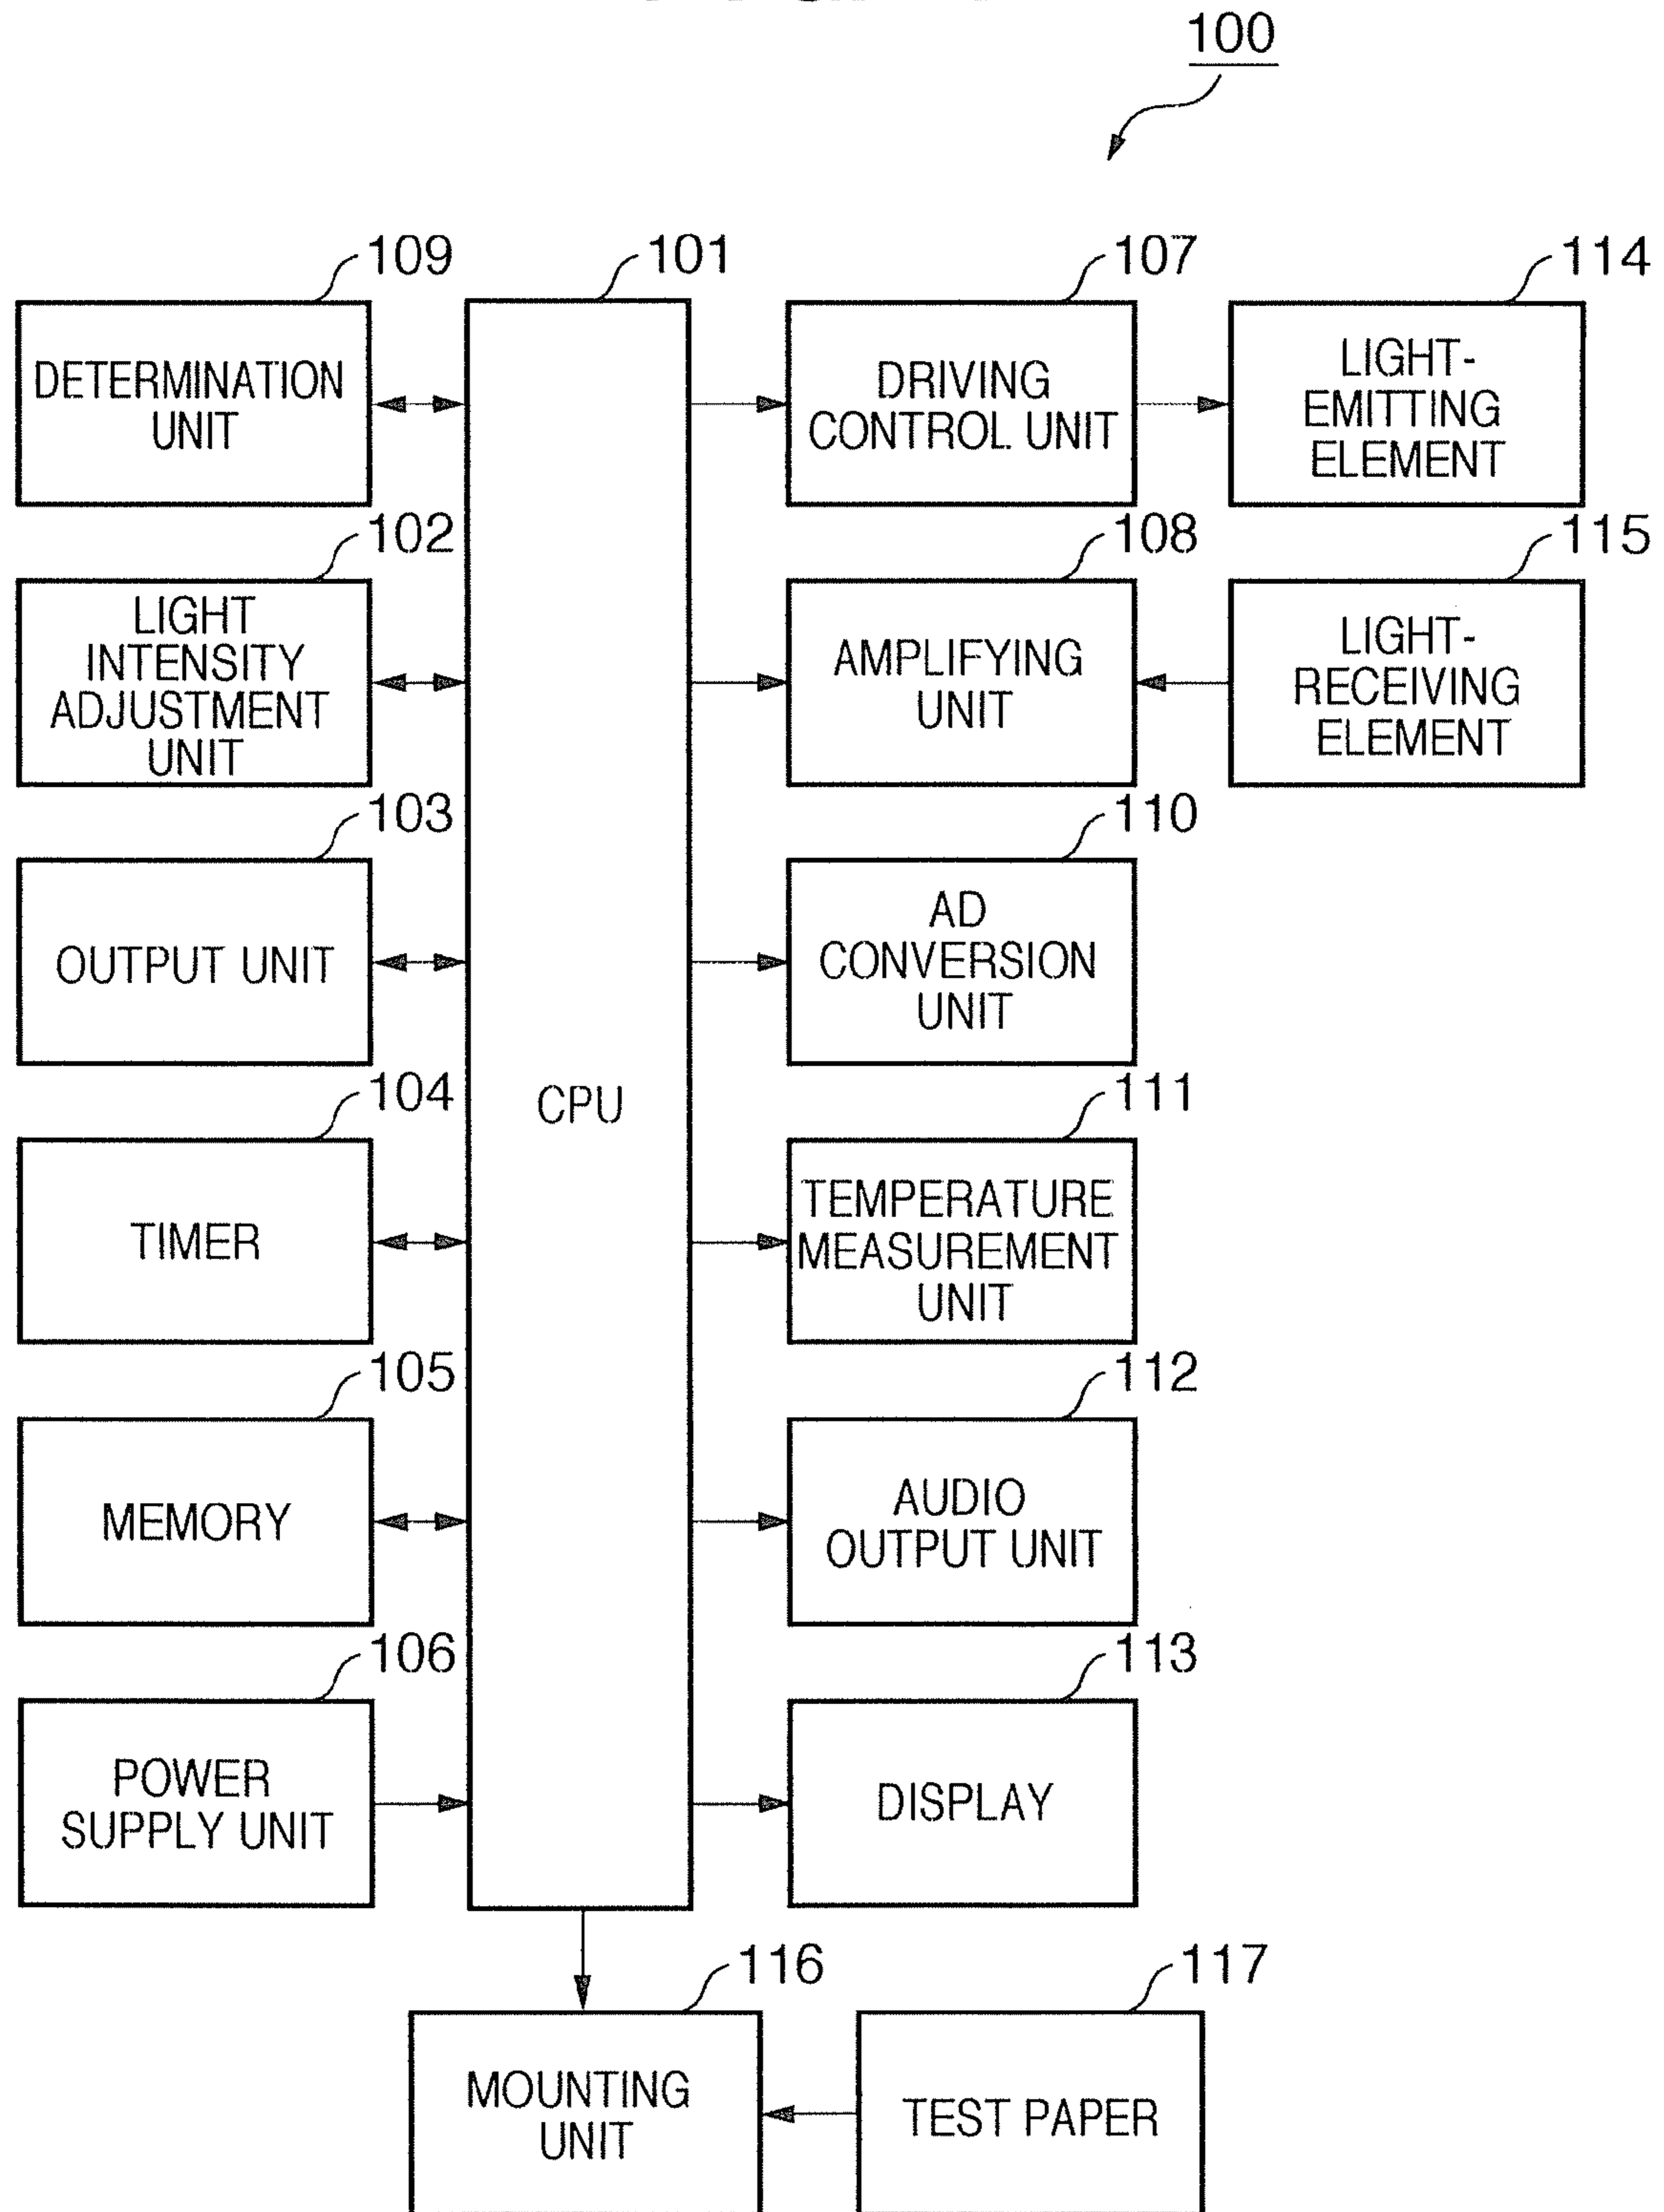 100
109
101
107
114
DETERMINATION
UNIT
DRIVING
CONTROL UNIT
LIGHT-
EMITTING
ELEMENT
102
108
115
LIGHT
INTENSITY
ADJUSTMENT
UNIT
AMPLIFYING
UNIT
LIGHT-
RECEIVING
ELEMENT
103
110
OUTPUT UNIT
AD
CONVERSION
UNIT
CPU
104
111
TIMER
TEMPERATURE
MEASUREMENT
UNIT
105
112
MEMORY
AUDIO
OUTPUT UNIT
106
113
POWER
SUPPLY UNIT
DISPLAY
116
117
MOUNTING
UNIT
TEST PAPER